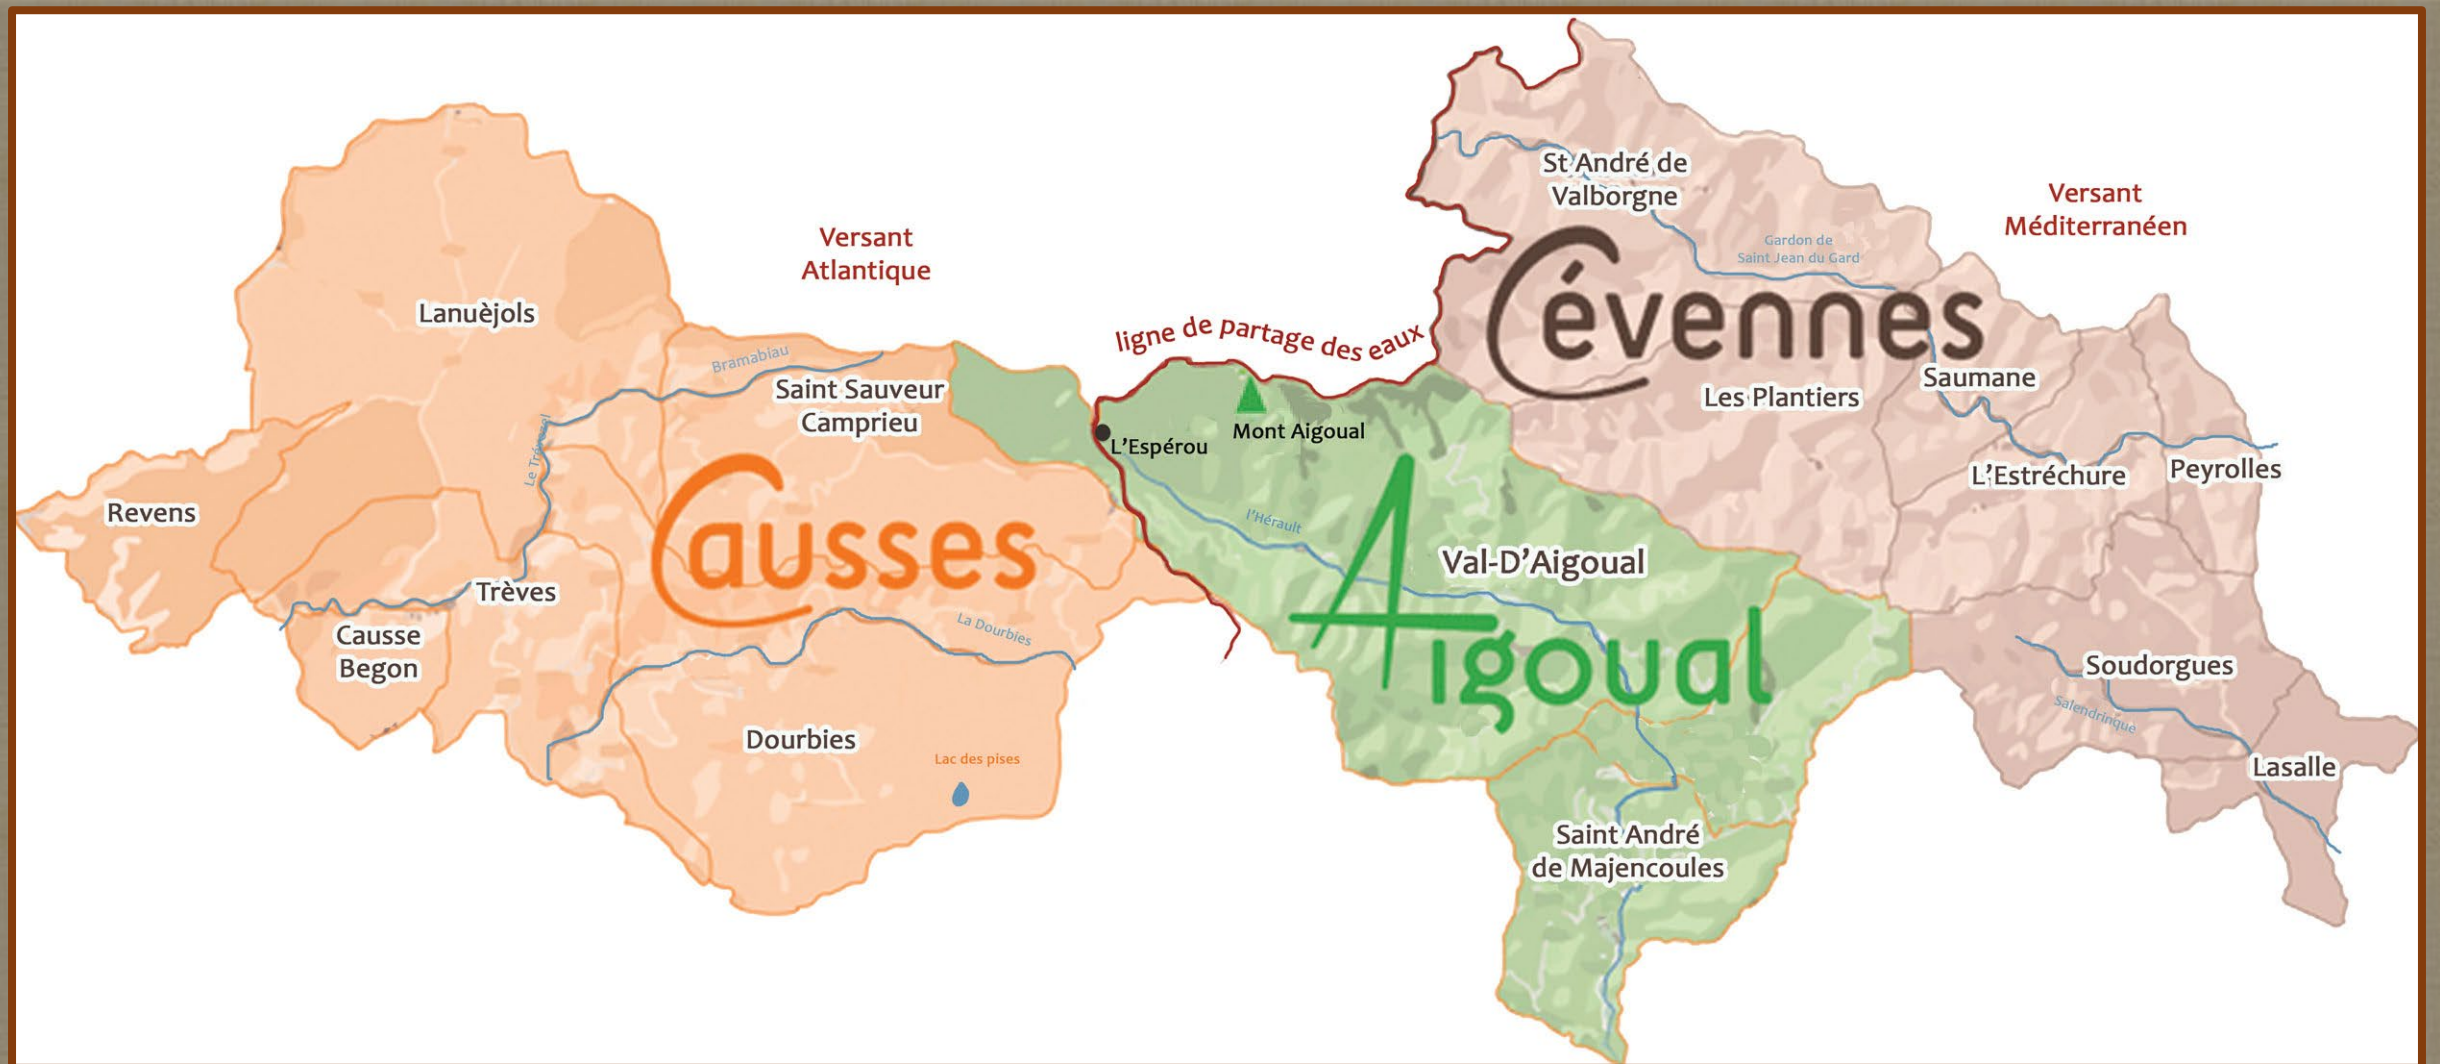 St André de
Valborgne
Versant
Méditerranéen
Versant
Atlantique
Gardon de
Saint Jean du Gard
Cévennes
Lanuèjols
ligne de partage des eaux
Bramabiau
Saint Sauveur
Camprieu
Saumane
Les Plantiers
L'Espérou
Mont Aigoual
Le Trévezel
L'Estréchure
Peyrolles
Revens
Causses
l'Hérault
Val-D'Aigoual
Aigoual
Trèves
Causse
Begon
La Dourbies
Soudorgues
Salendrinque
Dourbies
Lac des pises
Lasalle
Saint André
de Majencoules